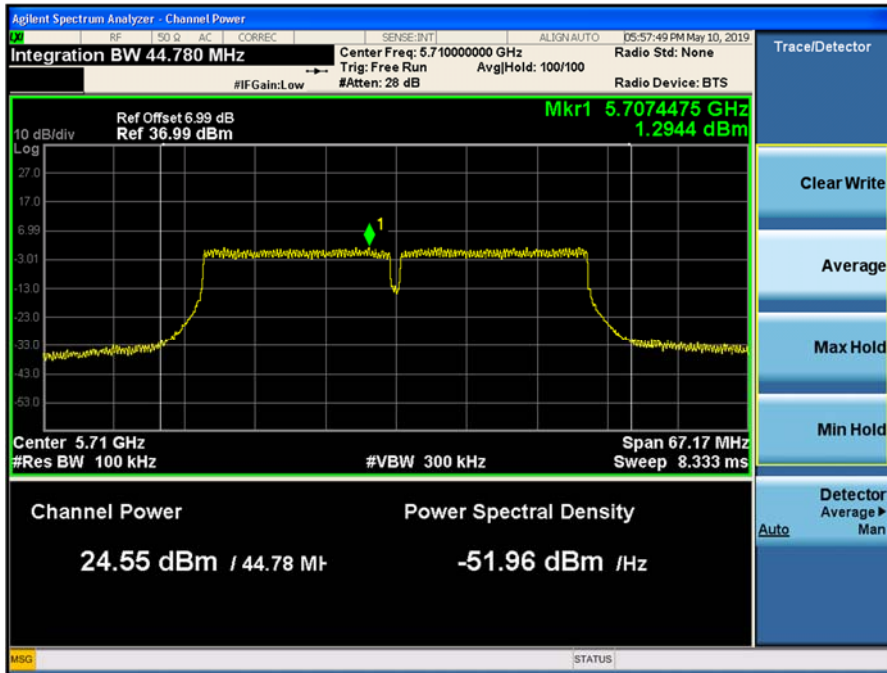 Agilent Spectrum Analyzer - Channel Power
LXI RF 50 Ω AC CORREC SENSE:INT ALIGN AUTO 05:57:49 PM May 10, 2019
Integration BW 44.780 MHz
Center Freq: 5.710000000 GHz
Radio Std: None
Trig: Free Run Avg|Hold: 100/100
#IFGain:Low
#Atten: 28 dB
Radio Device: BTS
Trace/Detector
Mkr1 5.7074475 GHz
1.2944 dBm
Ref Offset 6.99 dB
10 dB/div Ref 36.99 dBm
Log
27.0
17.0
6.99
-3.01
-13.0
-23.0
-33.0
-43.0
-53.0
1
Center 5.71 GHz
Span 67.17 MHz
#Res BW 100 kHz
#VBW 300 kHz
Sweep 8.333 ms
Channel Power
Power Spectral Density
24.55 dBm / 44.78 MH
-51.96 dBm /Hz
Clear Write
Average
Max Hold
Min Hold
Detector
Average ▶
Auto Man
MSG
STATUS